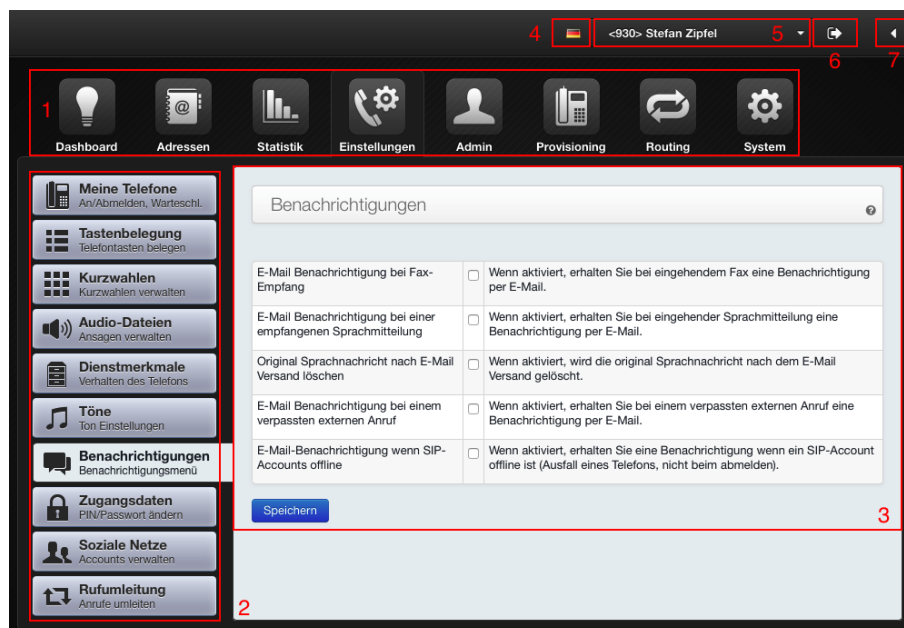 4
<930> Stefan Zipfel
5
6
7
1
Dashboard
Adressen
Statistik
Einstellungen
Admin
Provisioning
Routing
System
Meine Telefone
An/Abmelden, Warteschl.
Tastenbelegung
Telefontasten belegen
Kurzwahlen
Kurzwahlen verwalten
Audio-Dateien
Ansagen verwalten
Dienstmerkmale
Verhalten des Telefons
Töne
Ton Einstellungen
Benachrichtigungen
Benachrichtigungsmenü
Zugangsdaten
PIN/Passwort ändern
Soziale Netze
Accounts verwalten
Rufumleitung
Anrufe umleiten
2
Benachrichtigungen
?
E-Mail Benachrichtigung bei Fax-
Empfang
Wenn aktiviert, erhalten Sie bei eingehendem Fax eine Benachrichtigung
per E-Mail.
E-Mail Benachrichtigung bei einer
empfangenen Sprachmitteilung
Wenn aktiviert, erhalten Sie bei eingehender Sprachmitteilung eine
Benachrichtigung per E-Mail.
Original Sprachnachricht nach E-Mail
Versand löschen
Wenn aktiviert, wird die original Sprachnachricht nach dem E-Mail
Versand gelöscht.
E-Mail Benachrichtigung bei einem
verpassten externen Anruf
Wenn aktiviert, erhalten Sie bei einem verpassten externen Anruf eine
Benachrichtigung per E-Mail.
E-Mail-Benachrichtigung wenn SIP-
Accounts offline
Wenn aktiviert, erhalten Sie eine Benachrichtigung wenn ein SIP-Account
offline ist (Ausfall eines Telefons, nicht beim abmelden).
Speichern
3